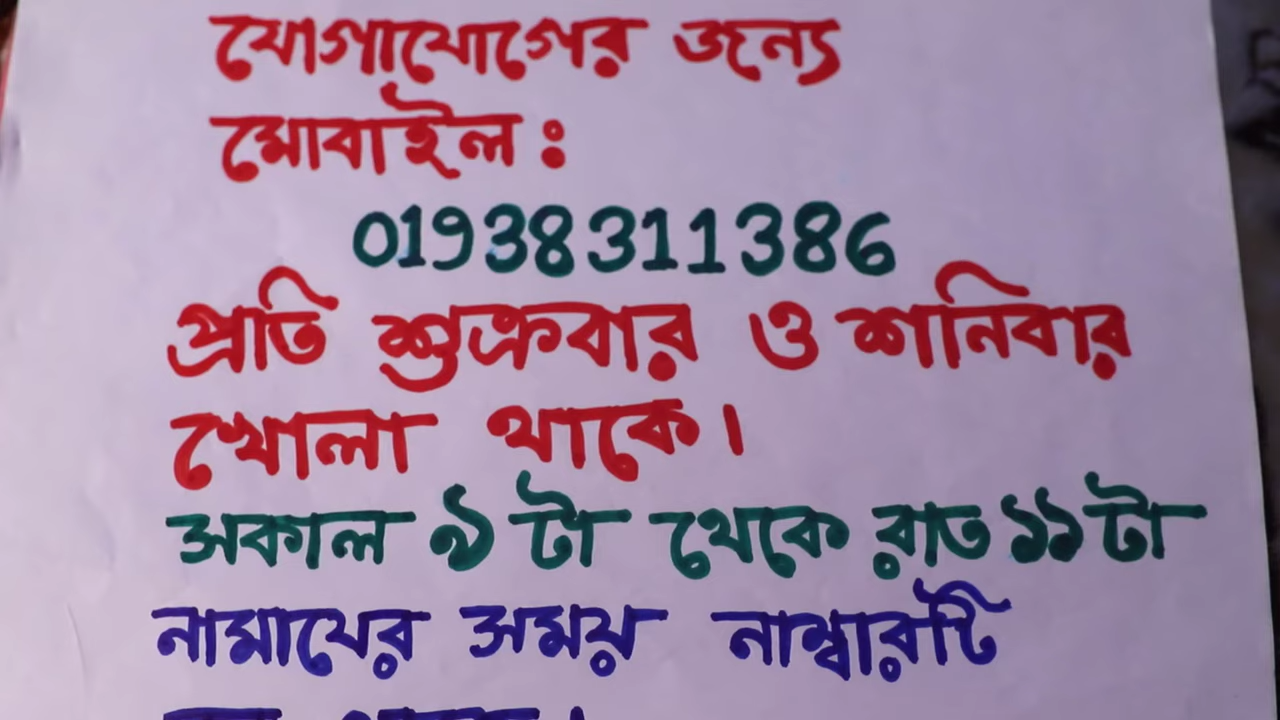 যোগাযোগের জন্য
মোবাইল :
01938311386
প্রতি শুক্রবার ও শনিবার
খোলা থাকে।
সকাল ৯ টা থেকে রাত ১১ টা
নামাযের সময় নাম্বারটি